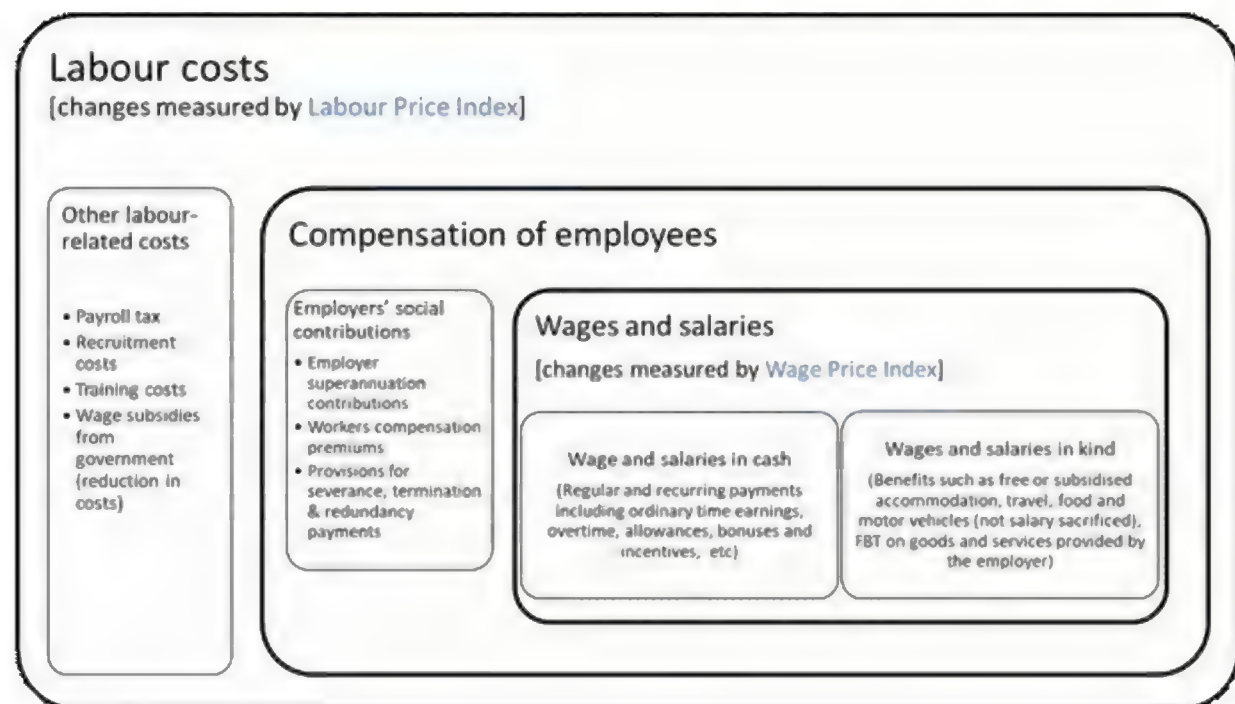 Labour costs
[changes measured by Labour Price Index]
Other labour-
related costs
• Payroll tax
• Recruitment
costs
• Training costs
• Wage subsidies
from
government
(reduction in
costs)
Compensation of employees
Employers' social
contributions
• Employer
superannuation
contributions
• Workers compensation
premiums
• Provisions for
severance, termination
& redundancy
payments
Wages and salaries
[changes measured by Wage Price Index]
Wage and salaries in cash
(Regular and recurring payments
including ordinary time earnings,
overtime, allowances, bonuses and
incentives, etc)
Wages and salaries in kind
(Benefits such as free or subsidised
accommodation, travel, food and
motor vehicles (not salary sacrificed),
FBT on goods and services provided by
the employer)